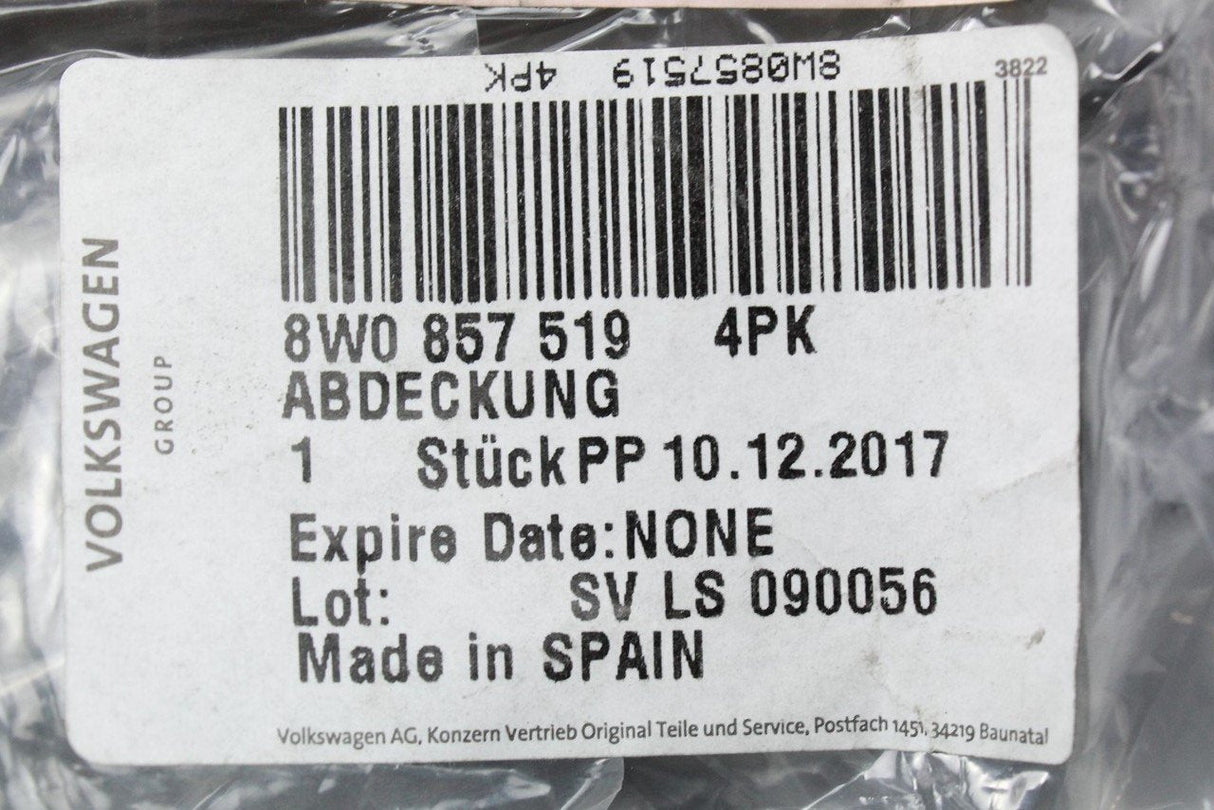 8W0857519 4PK
3822
VOLKSWAGEN
GROUP
8W0 857 519 4PK
ABDECKUNG
1 Stück PP 10.12.2017
Expire Date:NONE
Lot: SV LS 090056
Made in SPAIN
Volkswagen AG, Konzern Vertrieb Original Teile und Service, Postfach 1451, 34219 Baunatal